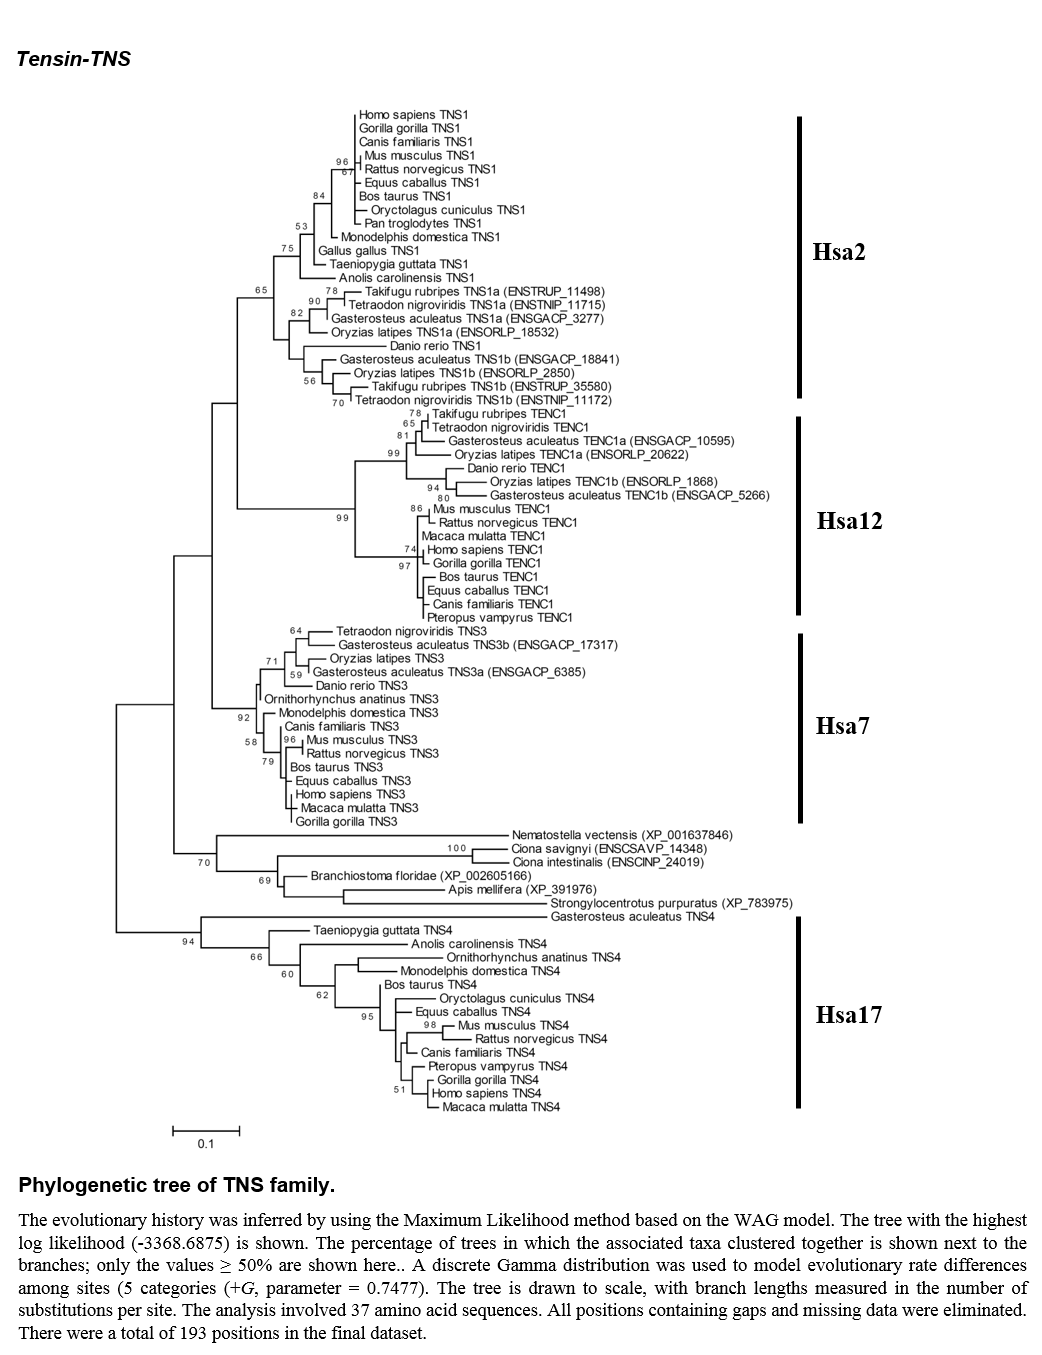 Tensin-TNS
Homo sapiens TNS1
Gorilla gorilla TNS1
Canis familiaris TNS1
Mus musculus TNS1
96
67
Rattus norvegicus TNS1
Equus caballus TNS1
84
Bos taurus TNS1
Oryctolagus cuniculus TNS1
Pan troglodytes TNS1
53
Monodelphis domestica TNS1
75
Gallus gallus TNS1
Hsa2
Taeniopygia guttata TNS1
Anolis carolinensis TNS1
65
78
Takifugu rubripes TNS1a (ENSTRUP_11498)
90
Tetraodon nigroviridis TNS1a (ENSTNIP_11715)
82
Gasterosteus aculeatus TNS1a (ENSGACP_3277)
Oryzias latipes TNS1a (ENSORLP_18532)
Danio rerio TNS1
Gasterosteus aculeatus TNS1b (ENSGACP_18841)
Oryzias latipes TNS1b (ENSORLP_2850)
56
Takifugu rubripes TNS1b (ENSTRUP_35580)
70
Tetraodon nigroviridis TNS1b (ENSTNIP_11172)
78
Takifugu rubripes TENC1
65
Tetraodon nigroviridis TENC1
81
Gasterosteus aculeatus TENC1a (ENSGACP_10595)
99
Oryzias latipes TENC1a (ENSORLP_20622)
Danio rerio TENC1
Oryzias latipes TENC1b (ENSORLP_1868)
94
80
Gasterosteus aculeatus TENC1b (ENSGACP_5266)
86
Mus musculus TENC1
99
Rattus norvegicus TENC1
Hsa12
Macaca mulatta TENC1
74
Homo sapiens TENC1
97
Gorilla gorilla TENC1
Bos taurus TENC1
Equus caballus TENC1
Canis familiaris TENC1
Pteropus vampyrus TENC1
64
Tetraodon nigroviridis TNS3
Gasterosteus aculeatus TNS3b (ENSGACP_17317)
71
Oryzias latipes TNS3
59
Gasterosteus aculeatus TNS3a (ENSGACP_6385)
Danio rerio TNS3
Ornithorhynchus anatinus TNS3
92
Monodelphis domestica TNS3
Canis familiaris TNS3
Hsa7
58
96
Mus musculus TNS3
Rattus norvegicus TNS3
79
Bos taurus TNS3
Equus caballus TNS3
Homo sapiens TNS3
Macaca mulatta TNS3
Gorilla gorilla TNS3
Nematostella vectensis (XP_001637846)
100
Ciona savignyi (ENSCSAVP_14348)
70
Ciona intestinalis (ENSCINP_24019)
69
Branchiostoma floridae (XP_002605166)
Apis mellifera (XP_391976)
Strongylocentrotus purpuratus (XP_783975)
Gasterosteus aculeatus TNS4
Taeniopygia guttata TNS4
94
Anolis carolinensis TNS4
66
Ornithorhynchus anatinus TNS4
60
Monodelphis domestica TNS4
Bos taurus TNS4
62
Oryctolagus cuniculus TNS4
Equus caballus TNS4
95
Hsa17
98
Mus musculus TNS4
Rattus norvegicus TNS4
Canis familiaris TNS4
Pteropus vampyrus TNS4
Gorilla gorilla TNS4
51
Homo sapiens TNS4
Macaca mulatta TNS4
0.1
Phylogenetic tree of TNS family.
The evolutionary history was inferred by using the Maximum Likelihood method based on the WAG model. The tree with the highest
log likelihood (-3368.6875) is shown. The percentage of trees in which the associated taxa clustered together is shown next to the
branches; only the values ≥ 50% are shown here.. A discrete Gamma distribution was used to model evolutionary rate differences
among sites (5 categories (+G, parameter = 0.7477). The tree is drawn to scale, with branch lengths measured in the number of
substitutions per site. The analysis involved 37 amino acid sequences. All positions containing gaps and missing data were eliminated.
There were a total of 193 positions in the final dataset.